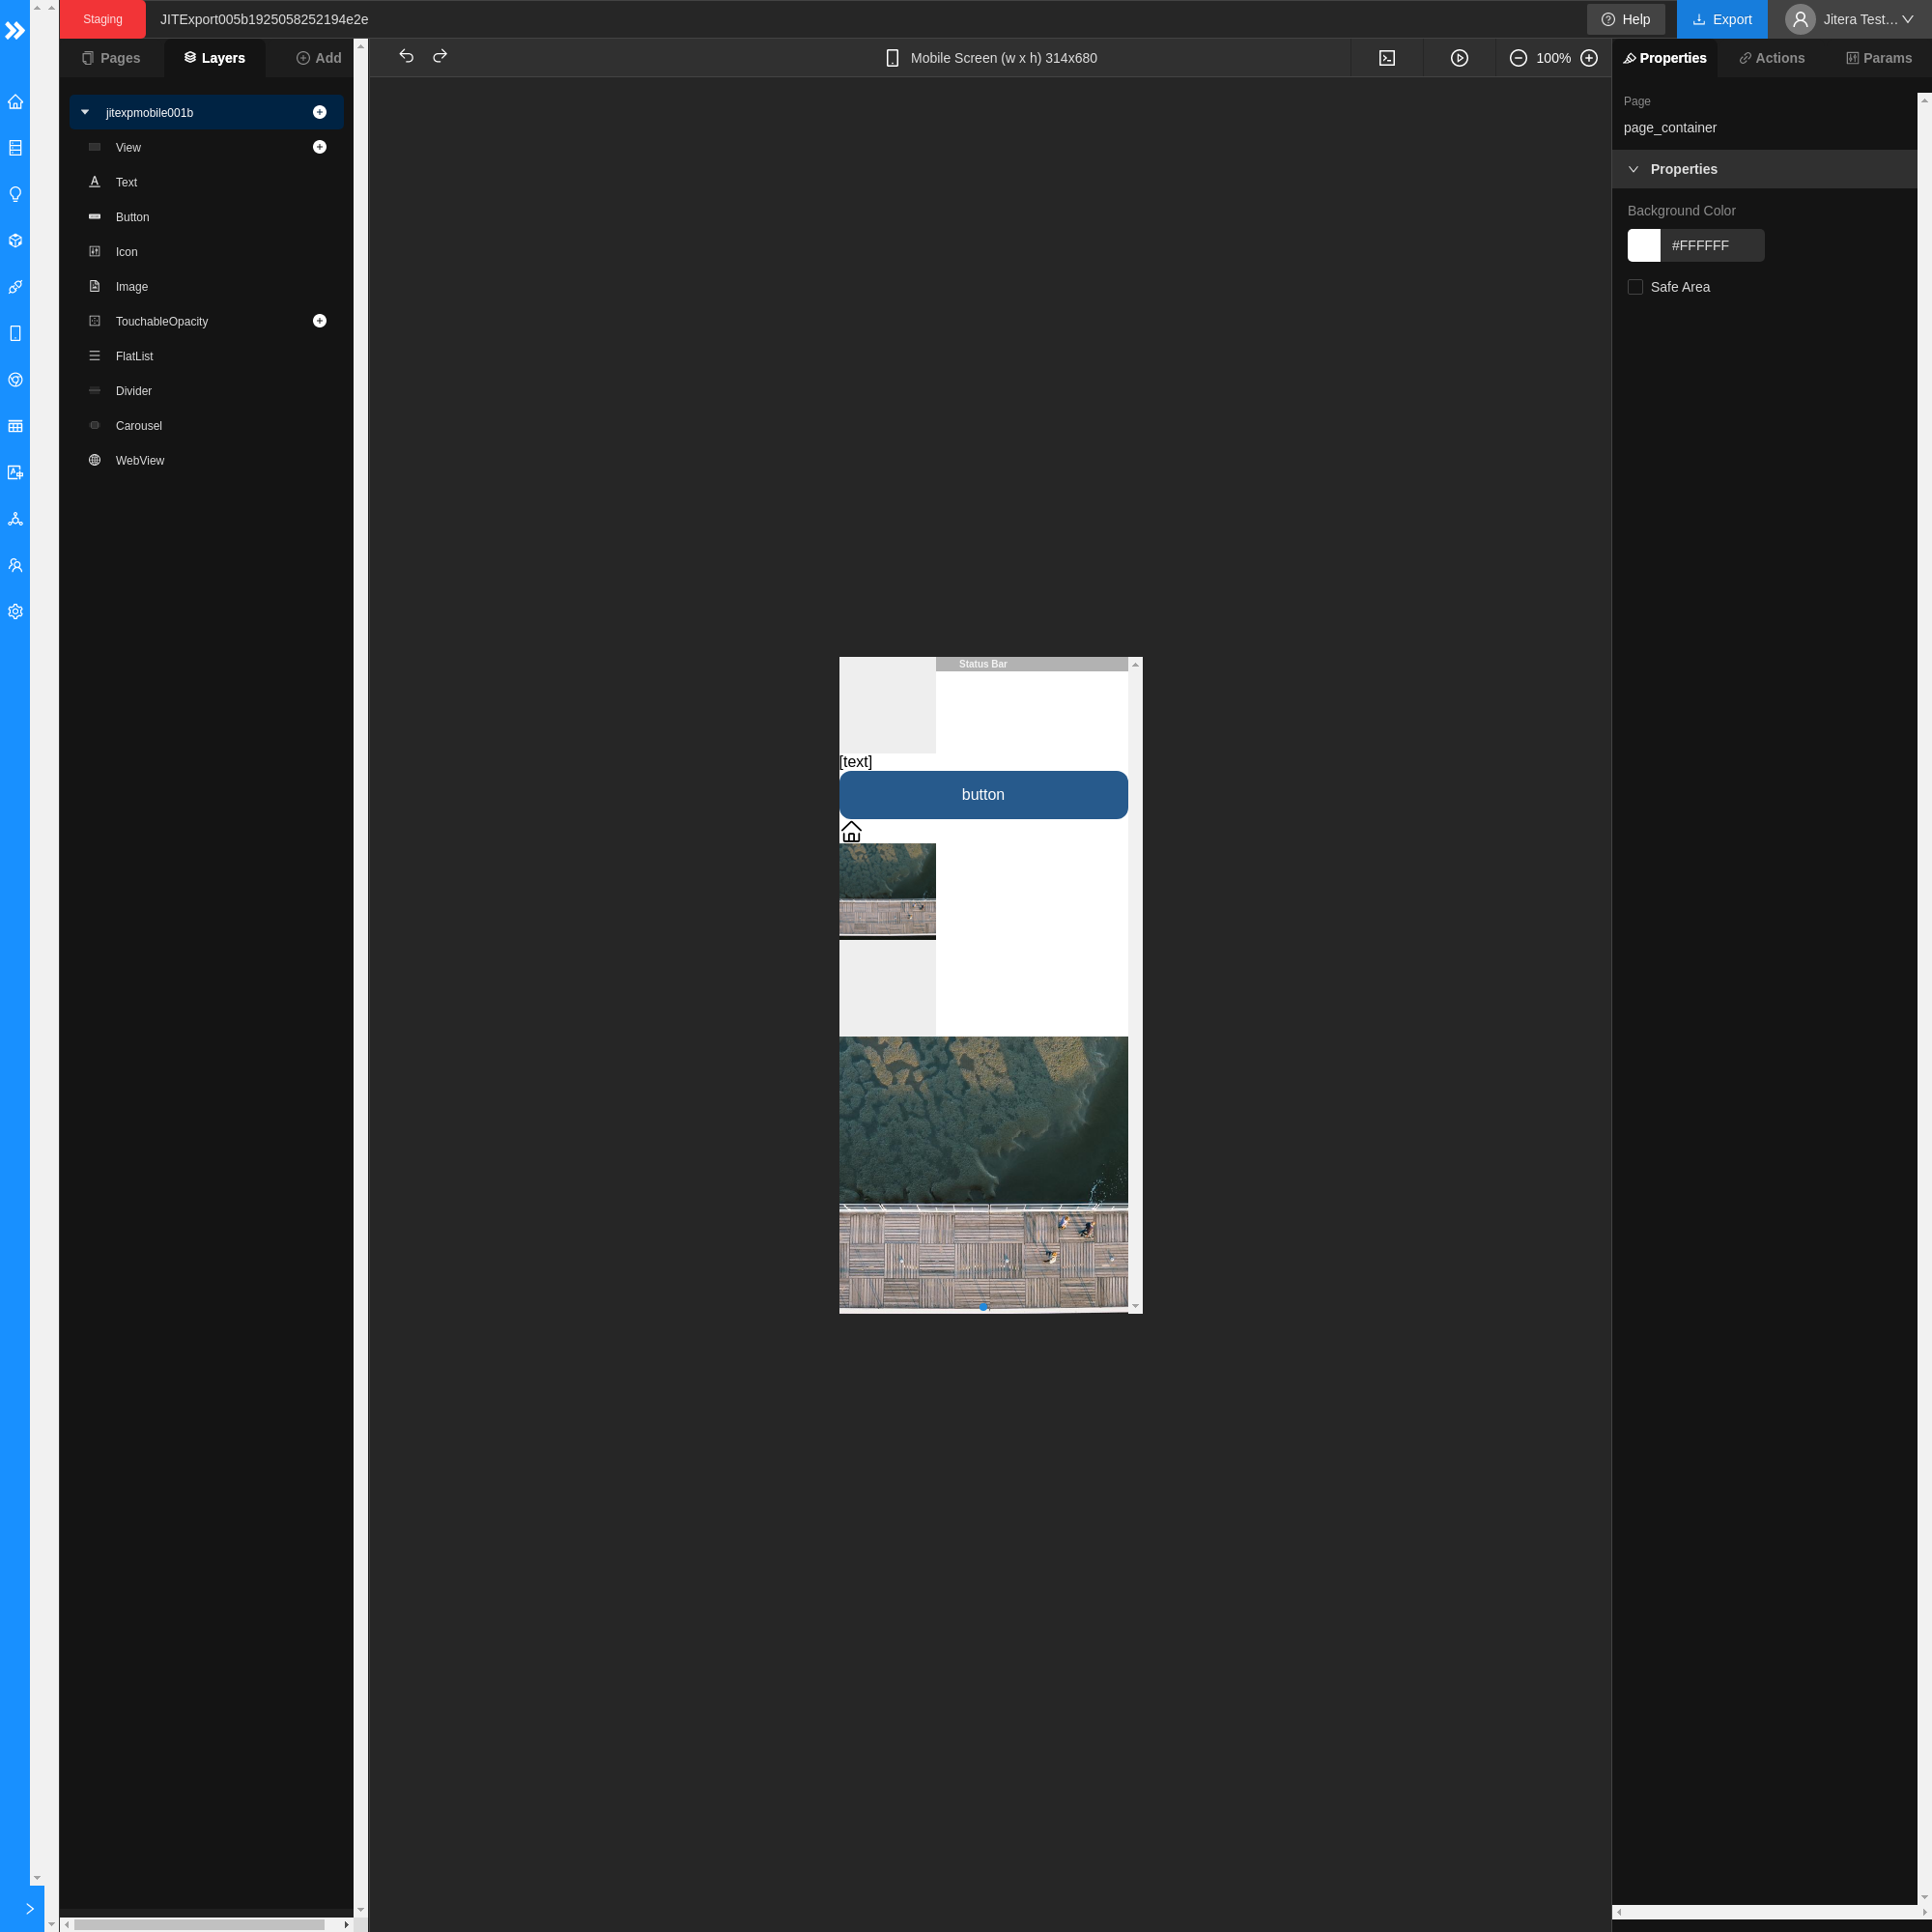 Staging
JITExport005b1925058252194e2e
Help
Export
Jitera Test...
Pages
Layers
Add
Mobile Screen (w x h) 314x680
100%
Properties
Actions
Params
jitexpmobile001b
View
Text
Button
Icon
Image
TouchableOpacity
FlatList
Divider
Carousel
WebView
Status Bar
[text]
button
Page
page_container
Properties
Background Color
#FFFFFF
Safe Area